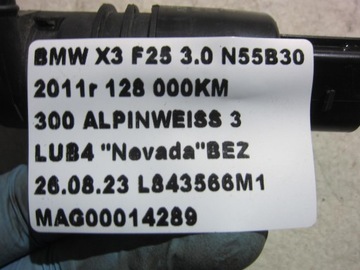 BMW X3 F25 3.0 N55B30
2011r 128 000KM
300 ALPINWEISS 3
LUB4 "Nevada"BEZ
26.08.23 L843566M1
MAG00014289